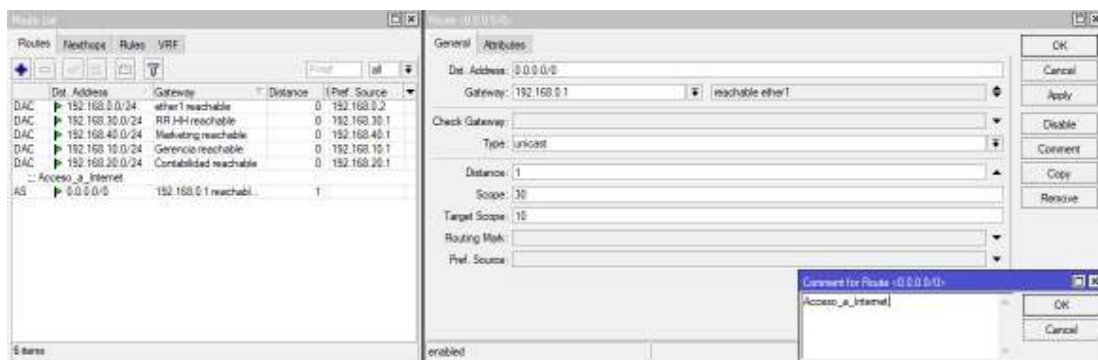 Route List
Routes Nexthops Rules VRF
Find all
Dst. Address Gateway Distance Pref. Source
DAC 192.168.0.0/24 ether1 reachable 0 192.168.0.2
DAC 192.168.30.0/24 RR.HH reachable 0 192.168.30.1
DAC 192.168.40.0/24 Marketing reachable 0 192.168.40.1
DAC 192.168.10.0/24 Gerencia reachable 0 192.168.10.1
DAC 192.168.20.0/24 Contabilidad reachable 0 192.168.20.1
::: Acceso_a_Internet
AS 0.0.0.0/0 192.168.0.1 reachabl... 1
6 items
Route <0.0.0.0/0>
General Attributes
Dst. Address: 0.0.0.0/0
Gateway: 192.168.0.1 reachable ether1
Check Gateway:
Type: unicast
Distance: 1
Scope: 30
Target Scope: 10
Routing Mark:
Pref. Source:
enabled
OK
Cancel
Apply
Disable
Comment
Copy
Remove
Comment for Route <0.0.0.0/0>
Acceso_a_Internet
OK
Cancel